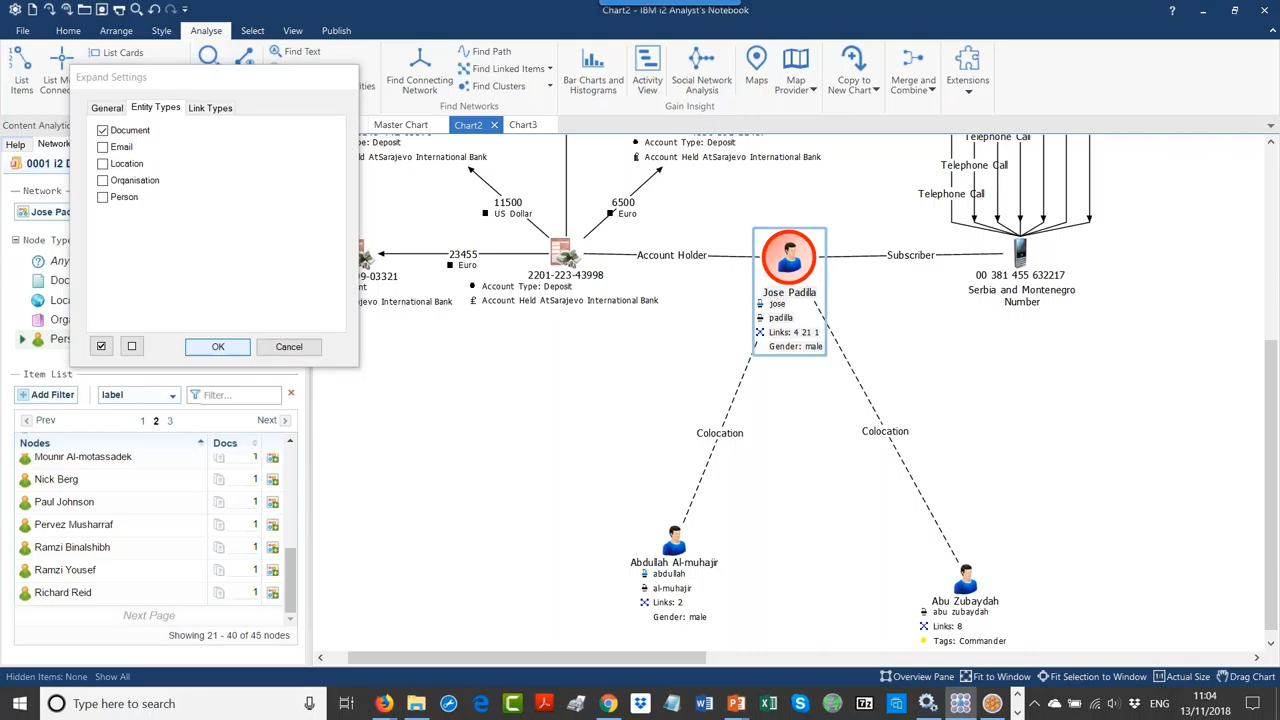 Chart2 - IBM i2 Analyst's Notebook
File Home Arrange Style Analyse Select View Publish
List Items
List Cards
Find Text
Find Connecting Network
Find Path
Find Linked Items
Find Clusters
Find Networks
Bar Charts and Histograms
Activity View
Social Network Analysis
Maps
Map Provider
Gain Insight
Copy to New Chart
Merge and Combine
Extensions
Expand Settings
General Entity Types Link Types
Document
Email
Location
Organisation
Person
OK Cancel
Master Chart Chart2 Chart3
Help
0001 i2 D
Network
Jose Pad
Node Typ
Any
Do
Loc
Org
Pers
Item List
Add Filter label Filter...
Prev 1 2 3 Next
Nodes Docs
Mounir Al-motassadek 1
Nick Berg 1
Paul Johnson 1
Pervez Musharraf 1
Ramzi Binalshibh 1
Ramzi Yousef 1
Richard Reid 1
Next Page
Showing 21 - 40 of 45 nodes
Account Type: Deposit
Account Held AtSarajevo International Bank
11500
US Dollar
6500
Euro
23455
Euro
2201-223-43998
Account Type: Deposit
Account Held AtSarajevo International Bank
Account Holder
Jose Padilla
jose
padilla
Links: 4 21 1
Gender: male
Subscriber
Telephone Call
Telephone Call
Telephone Call
00 381 455 632217
Serbia and Montenegro
Number
Colocation
Colocation
Abdullah Al-muhajir
abdullah
al-muhajir
Links: 2
Gender: male
Abu Zubaydah
abu zubaydah
Links: 8
Tags: Commander
Hidden Items: None Show All
Overview Pane Fit to Window Fit Selection to Window Actual Size Drag Chart
Type here to search
ENG
11:04
13/11/2018